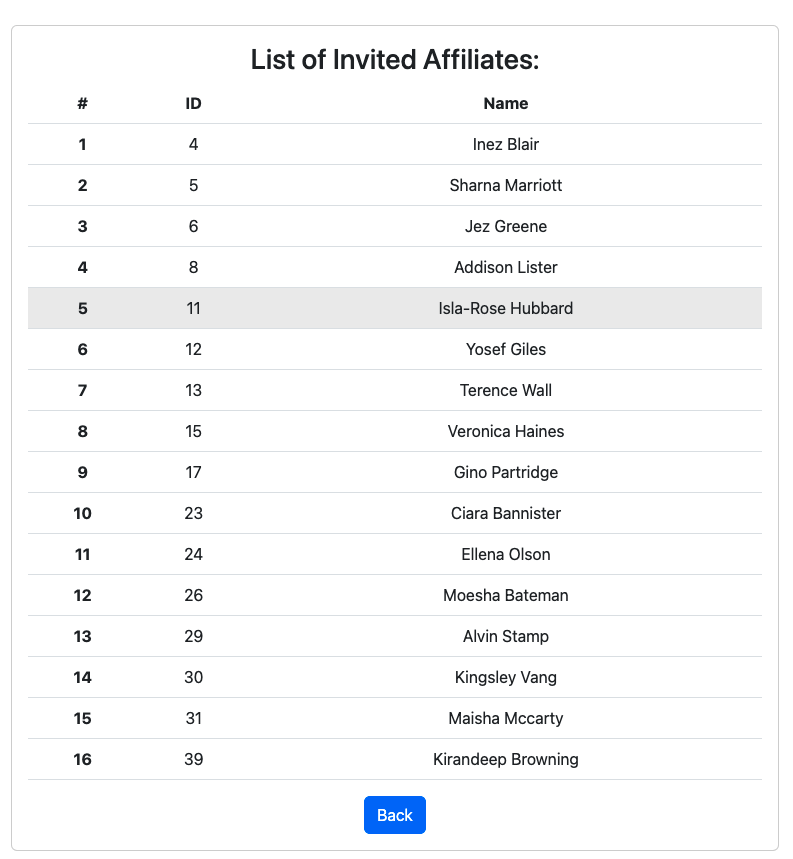 List of Invited Affiliates:
# ID Name
1 4 Inez Blair
2 5 Sharna Marriott
3 6 Jez Greene
4 8 Addison Lister
5 11 Isla-Rose Hubbard
6 12 Yosef Giles
7 13 Terence Wall
8 15 Veronica Haines
9 17 Gino Partridge
10 23 Ciara Bannister
11 24 Ellena Olson
12 26 Moesha Bateman
13 29 Alvin Stamp
14 30 Kingsley Vang
15 31 Maisha Mccarty
16 39 Kirandeep Browning
Back